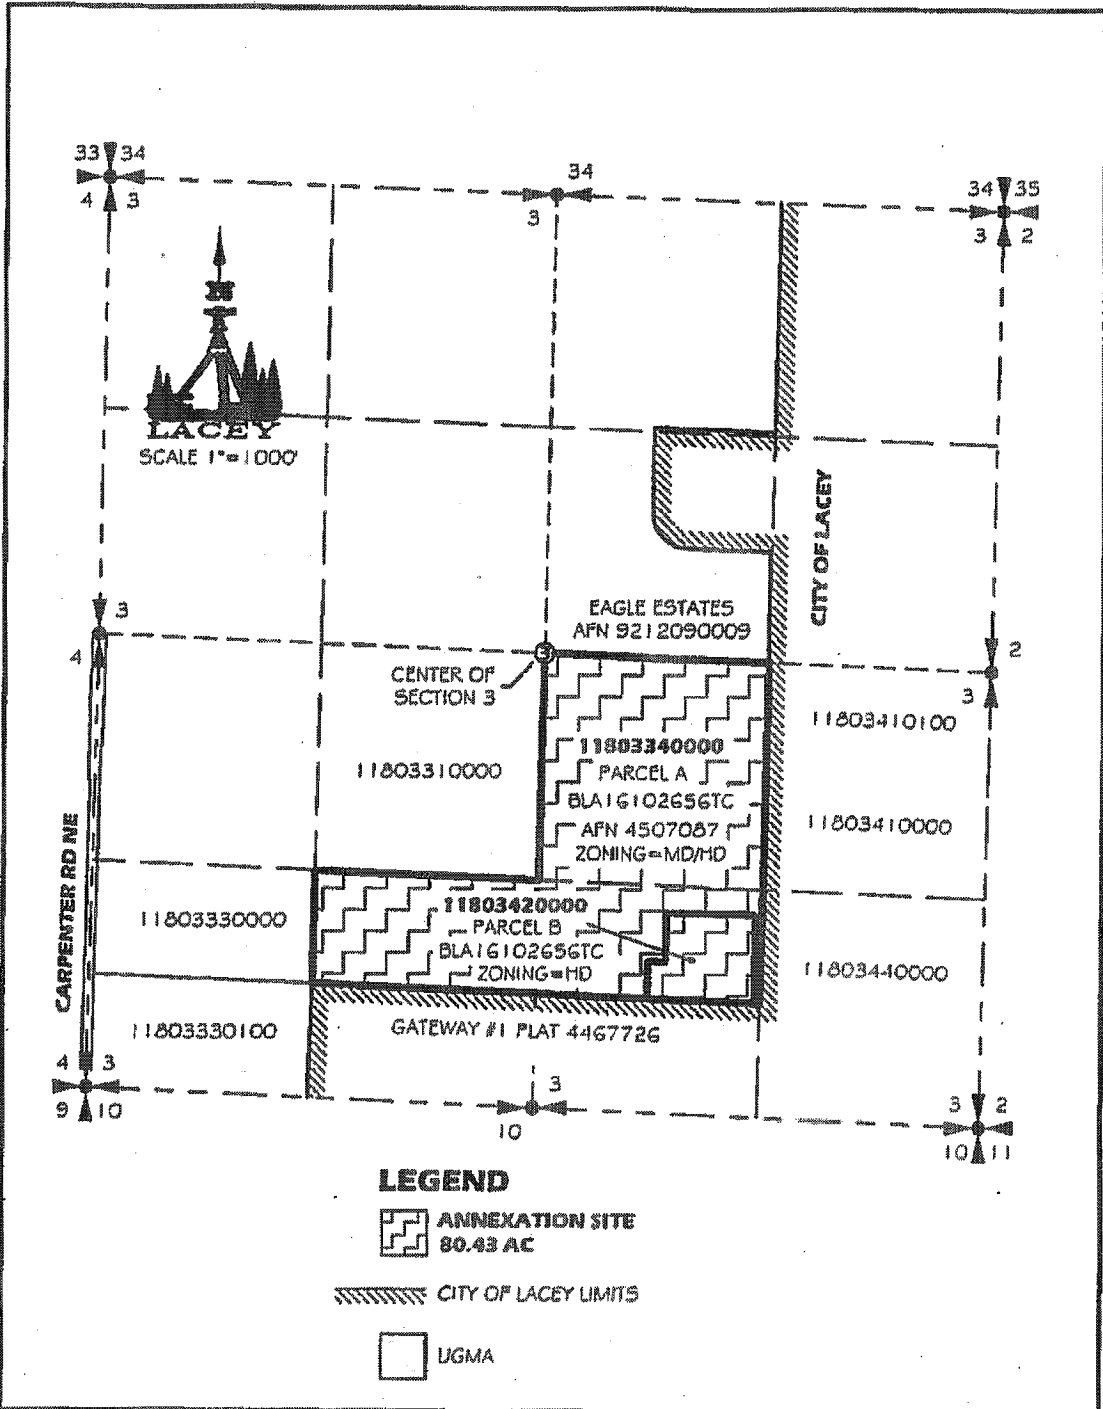 33 34
4 3
34
3
34 35
3 2
N
LACEY
SCALE 1"=1000'
CITY OF LACEY
3
4
EAGLE ESTATES
AFN 9212090009
3
CENTER OF
SECTION 3
2
3
11803410100
11803340000
PARCEL A
BLA16102656TC
AFN 4507087
ZONING=MD/HD
11803310000
11803410000
CARPENTER RD NE
11803330000
11803420000
PARCEL B
BLA16102656TC
ZONING=HD
11803440000
11803330100
GATEWAY #1 PLAT 4467726
4 3
9 10
3
10
3 2
10 11
LEGEND
ANNEXATION SITE
80.43 AC
CITY OF LACEY LIMITS
UGMA